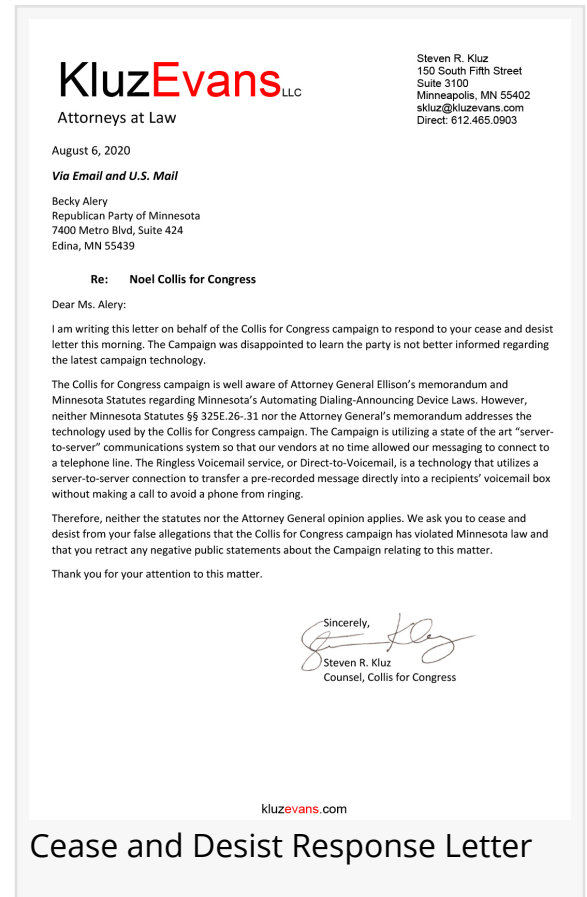 KluzEvans LLC
Attorneys at Law
Steven R. Kluz
150 South Fifth Street
Suite 3100
Minneapolis, MN 55402
skluz@kluzevans.com
Direct: 612.465.0903
August 6, 2020
Via Email and U.S. Mail
Becky Alery
Republican Party of Minnesota
7400 Metro Blvd, Suite 424
Edina, MN 55439
Re: Noel Collis for Congress
Dear Ms. Alery:
I am writing this letter on behalf of the Collis for Congress campaign to respond to your cease and desist
letter this morning. The Campaign was disappointed to learn the party is not better informed regarding
the latest campaign technology.
The Collis for Congress campaign is well aware of Attorney General Ellison's memorandum and
Minnesota Statutes regarding Minnesota's Automating Dialing-Announcing Device Laws. However,
neither Minnesota Statutes §§ 325E.26-.31 nor the Attorney General's memorandum addresses the
technology used by the Collis for Congress campaign. The Campaign is utilizing a state of the art "server-
to-server" communications system so that our vendors at no time allowed our messaging to connect to
a telephone line. The Ringless Voicemail service, or Direct-to-Voicemail, is a technology that utilizes a
server-to-server connection to transfer a pre-recorded message directly into a recipients' voicemail box
without making a call to avoid a phone from ringing.
Therefore, neither the statutes nor the Attorney General opinion applies. We ask you to cease and
desist from your false allegations that the Collis for Congress campaign has violated Minnesota law and
that you retract any negative public statements about the Campaign relating to this matter.
Thank you for your attention to this matter.
Sincerely,
Steven R. Kluz
Counsel, Collis for Congress
kluzevans.com
Cease and Desist Response Letter